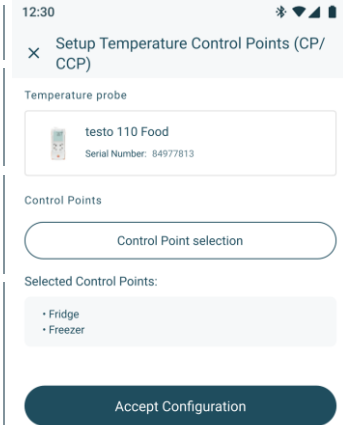 12:30
Setup Temperature Control Points (CP/
CCP)
Temperature probe
testo 110 Food
Serial Number: 84977813
Control Points
Control Point selection
Selected Control Points:
• Fridge
• Freezer
Accept Configuration